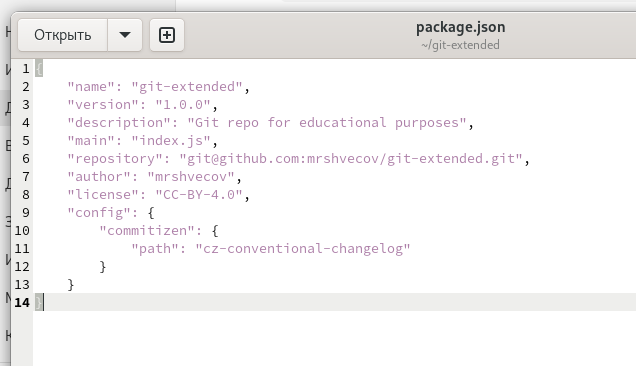 Открыть
package.json
~/git-extended
1 {
2 "name": "git-extended",
3 "version": "1.0.0",
4 "description": "Git repo for educational purposes",
5 "main": "index.js",
6 "repository": "git@github.com:mrshvecov/git-extended.git",
7 "author": "mrshvecov",
8 "license": "CC-BY-4.0",
9 "config": {
10 "commitizen": {
11 "path": "cz-conventional-changelog"
12 }
13 }
14 }